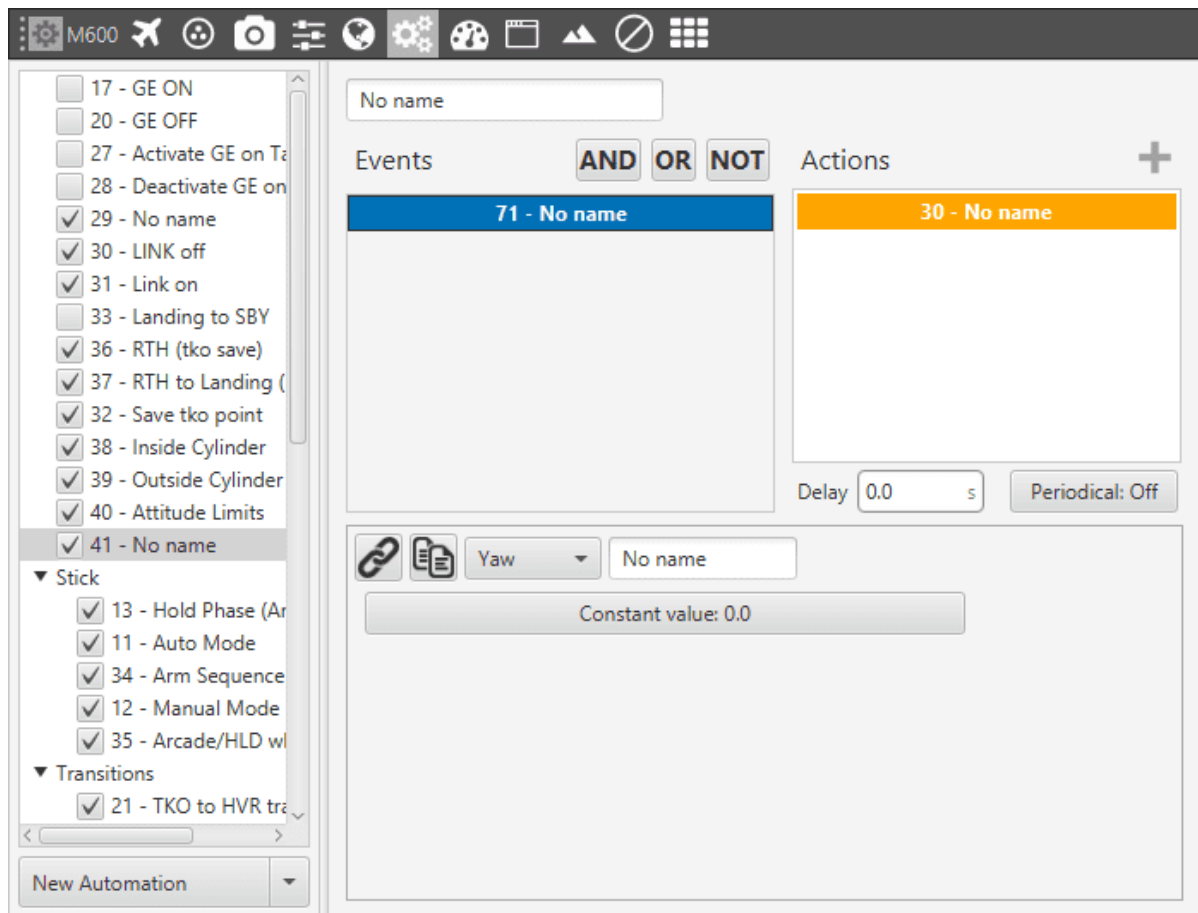 M600
17 - GE ON
20 - GE OFF
27 - Activate GE on Ta
28 - Deactivate GE on
29 - No name
30 - LINK off
31 - Link on
33 - Landing to SBY
36 - RTH (tko save)
37 - RTH to Landing (
32 - Save tko point
38 - Inside Cylinder
39 - Outside Cylinder
40 - Attitude Limits
41 - No name
Stick
13 - Hold Phase (Ar
11 - Auto Mode
34 - Arm Sequence
12 - Manual Mode
35 - Arcade/HLD wl
Transitions
21 - TKO to HVR tra
New Automation
No name
Events AND OR NOT
71 - No name
Actions
30 - No name
Delay 0.0 s Periodical: Off
Yaw No name
Constant value: 0.0